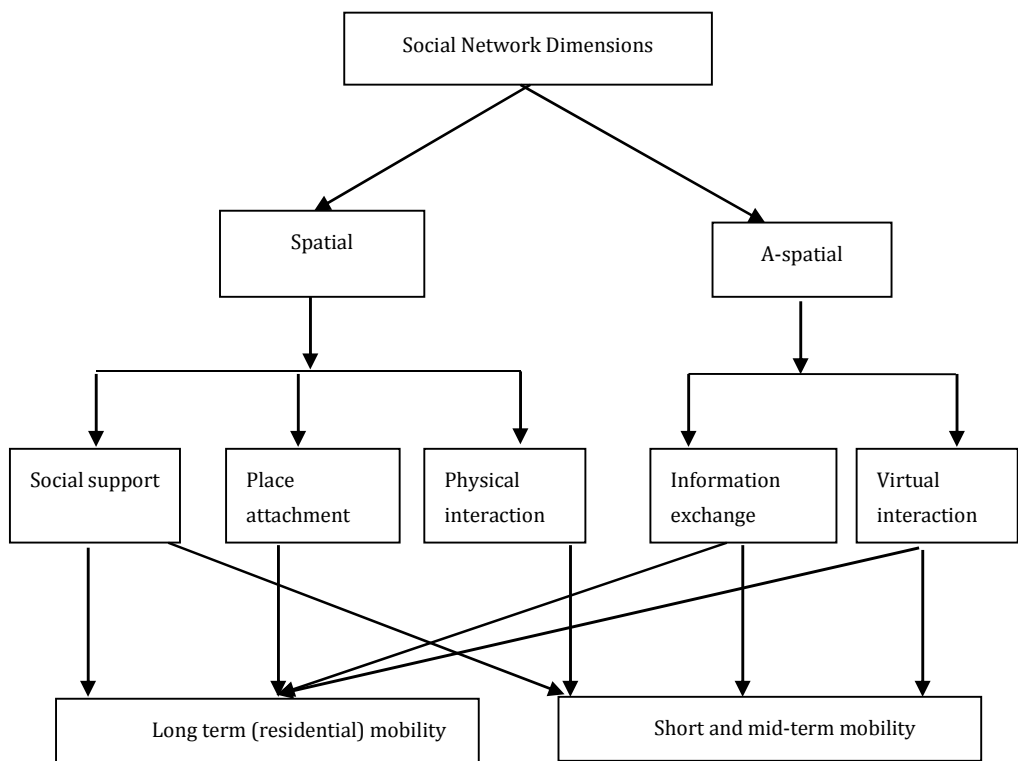 Social Network Dimensions
Spatial
A-spatial
Social support
Place
attachment
Physical
interaction
Information
exchange
Virtual
interaction
Long term (residential) mobility
Short and mid-term mobility